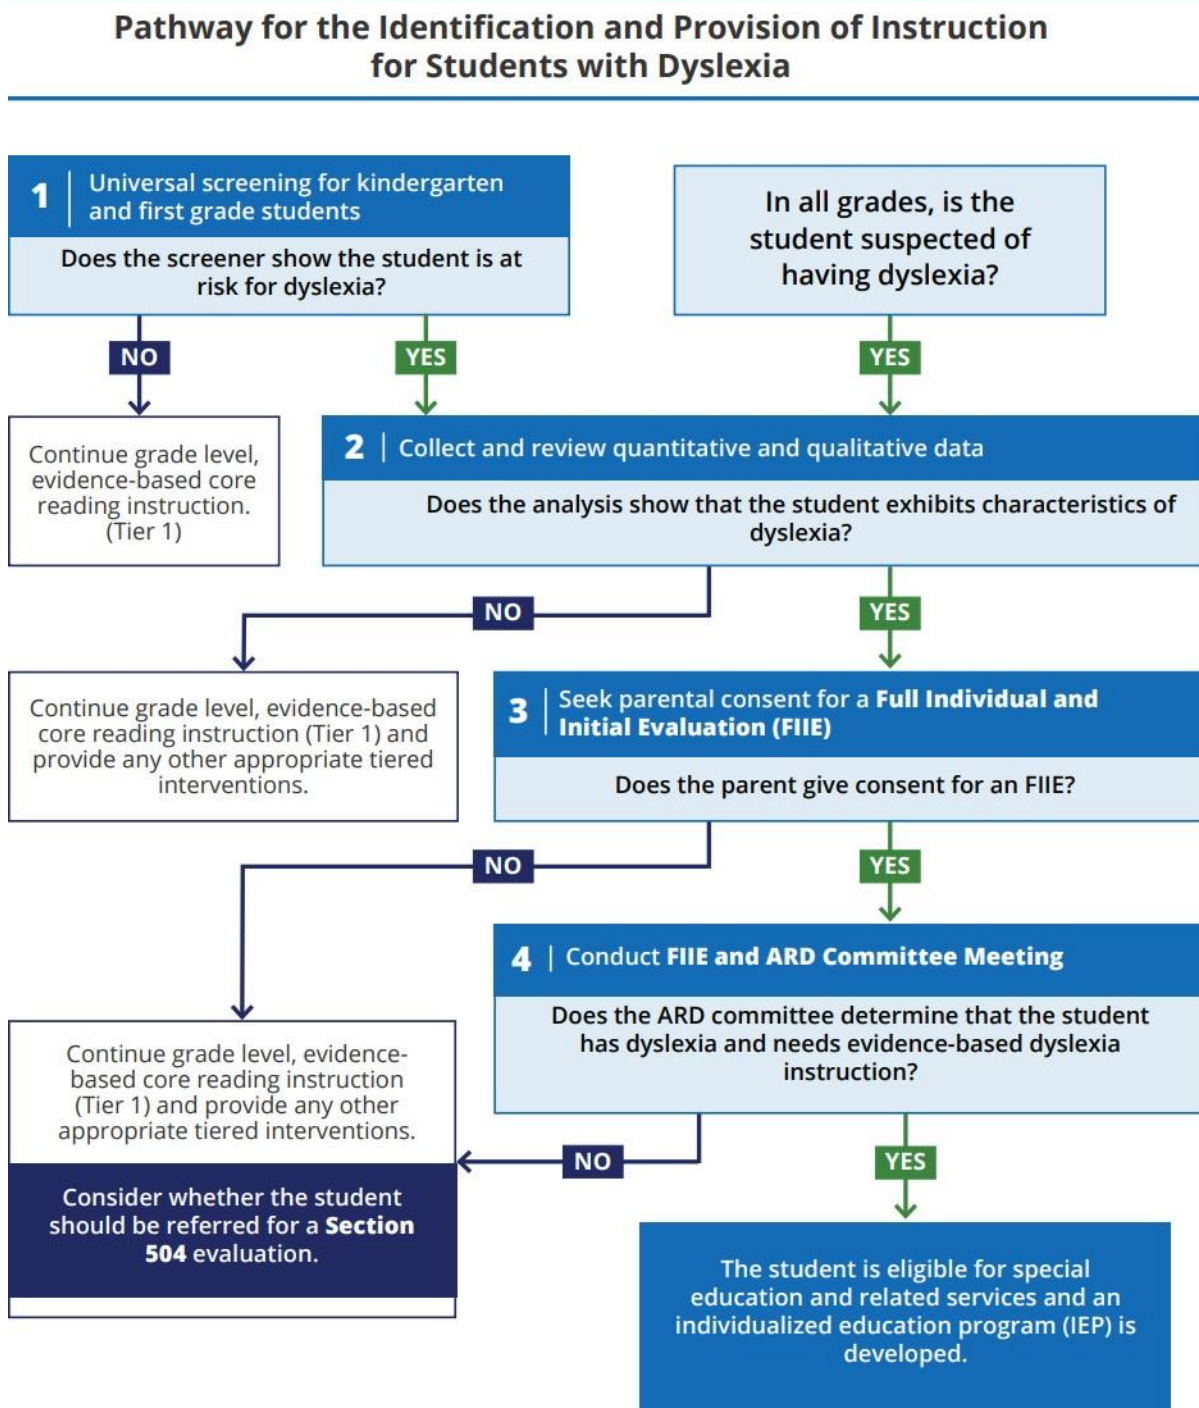 Pathway for the Identification and Provision of Instruction
for Students with Dyslexia
1
Universal screening for kindergarten
and first grade students
Does the screener show the student is at
risk for dyslexia?
In all grades, is the
student suspected of
having dyslexia?
NO
YES
YES
Continue grade level,
evidence-based core
reading instruction.
(Tier 1)
2
Collect and review quantitative and qualitative data
Does the analysis show that the student exhibits characteristics of
dyslexia?
NO
YES
Continue grade level, evidence-based
core reading instruction (Tier 1) and
provide any other appropriate tiered
interventions.
3
Seek parental consent for a Full Individual and
Initial Evaluation (FIIE)
Does the parent give consent for an FIIE?
NO
YES
4
Conduct FIIE and ARD Committee Meeting
Does the ARD committee determine that the student
has dyslexia and needs evidence-based dyslexia
instruction?
Continue grade level, evidence-
based core reading instruction
(Tier 1) and provide any other
appropriate tiered interventions.
NO
YES
Consider whether the student
should be referred for a Section
504 evaluation.
The student is eligible for special
education and related services and an
individualized education program (IEP) is
developed.